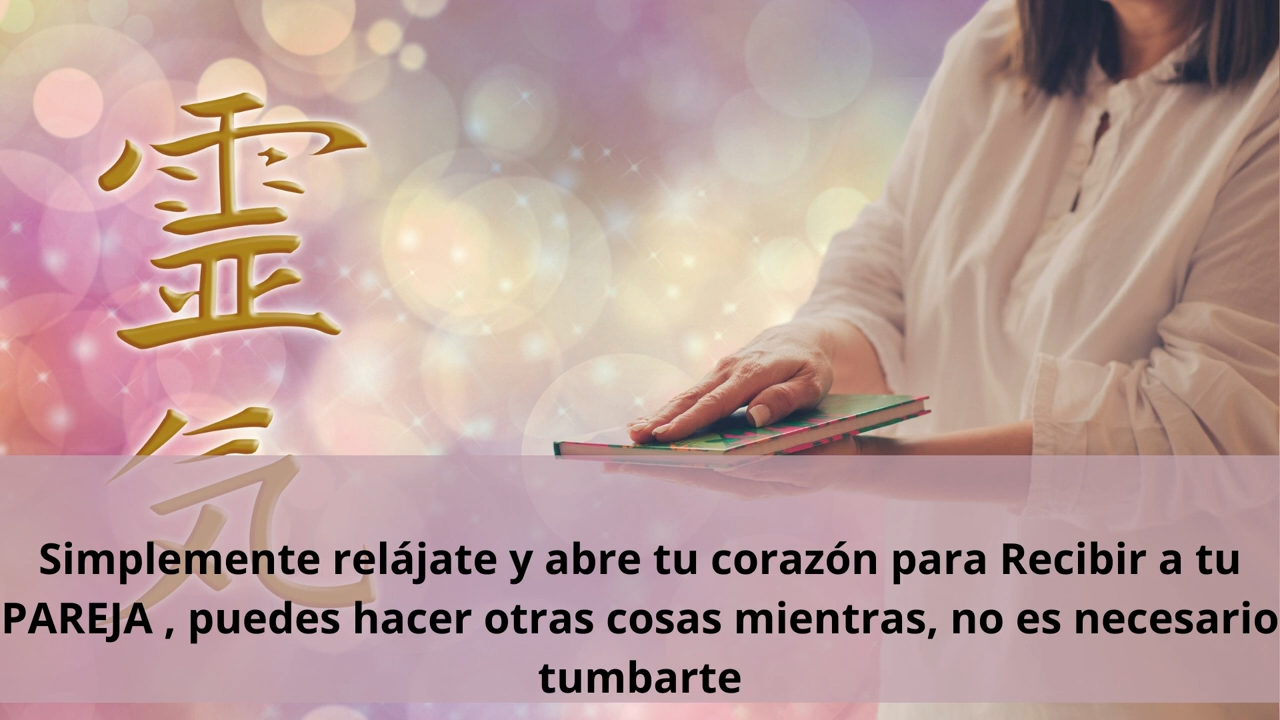 靈
気
Simplemente relájate y abre tu corazón para Recibir a tu
PAREJA , puedes hacer otras cosas mientras, no es necesario
tumbarte